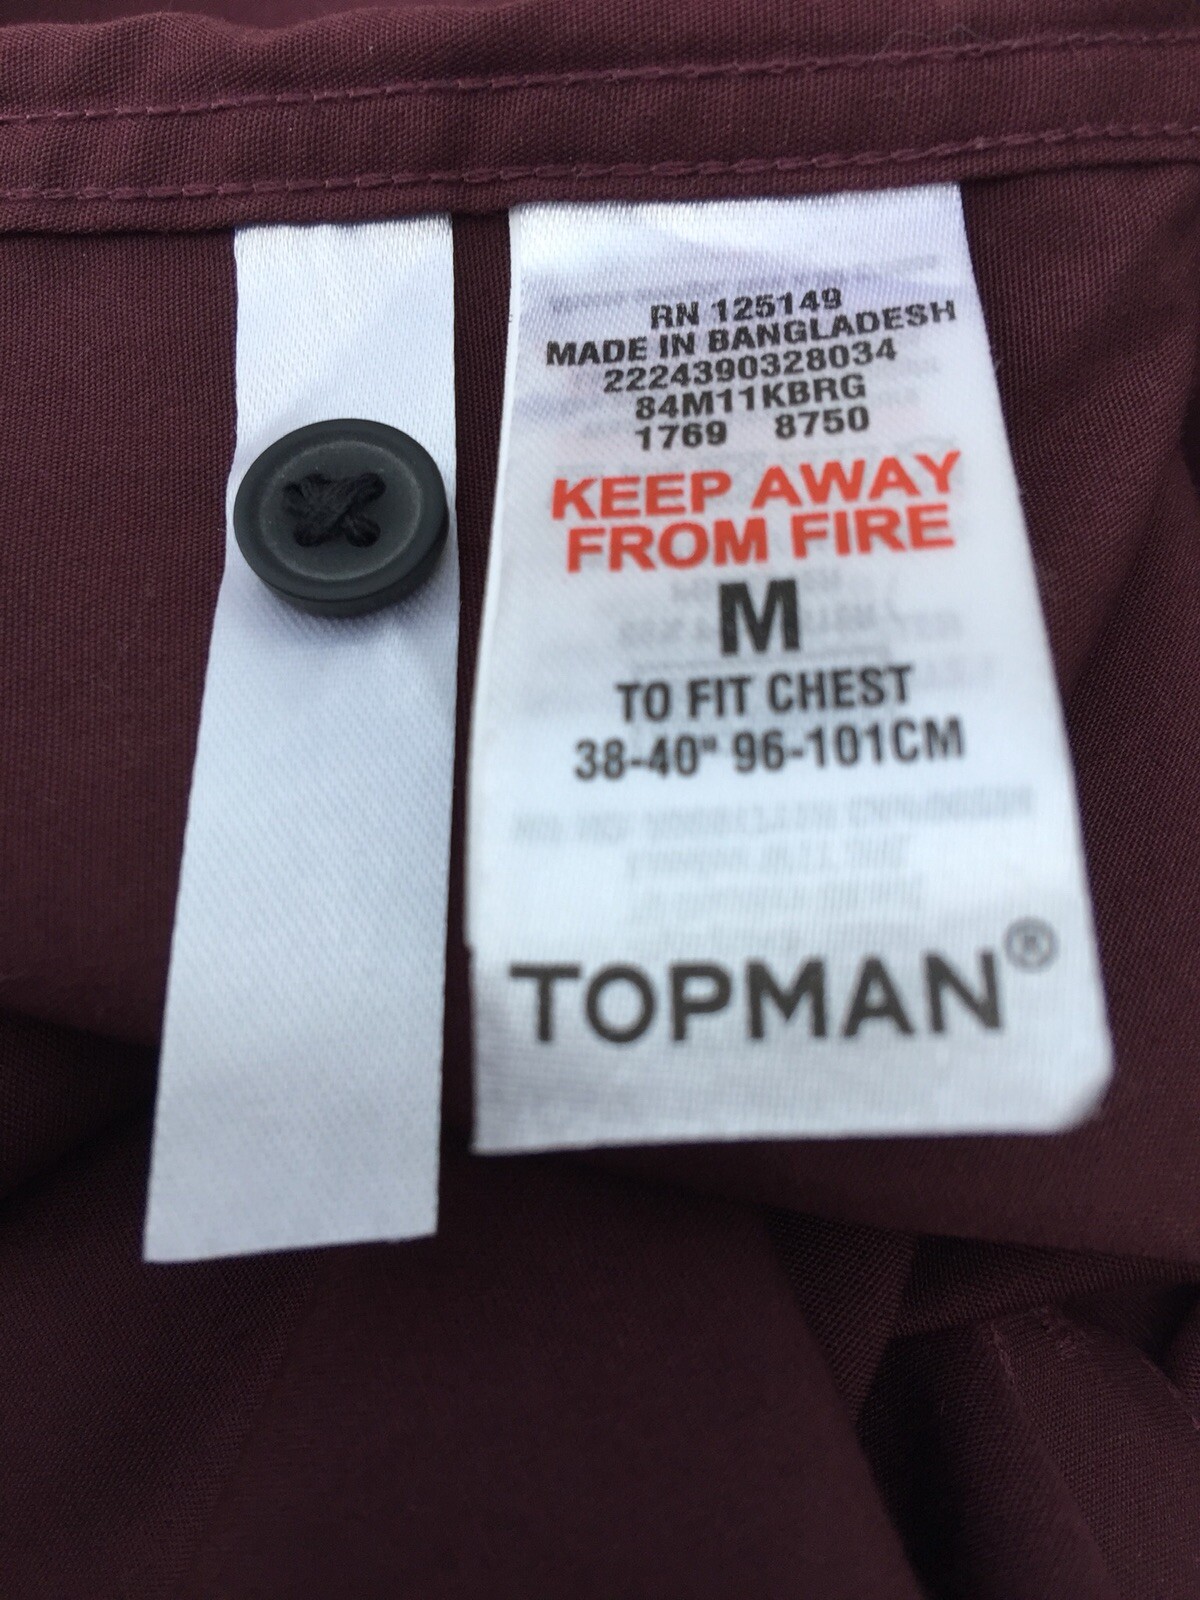 RN 125149
MADE IN BANGLADESH
2224390328034
84M11KBRG
1769 8750
KEEP AWAY
FROM FIRE
M
TO FIT CHEST
38-40" 96-101CM
TOPMAN®